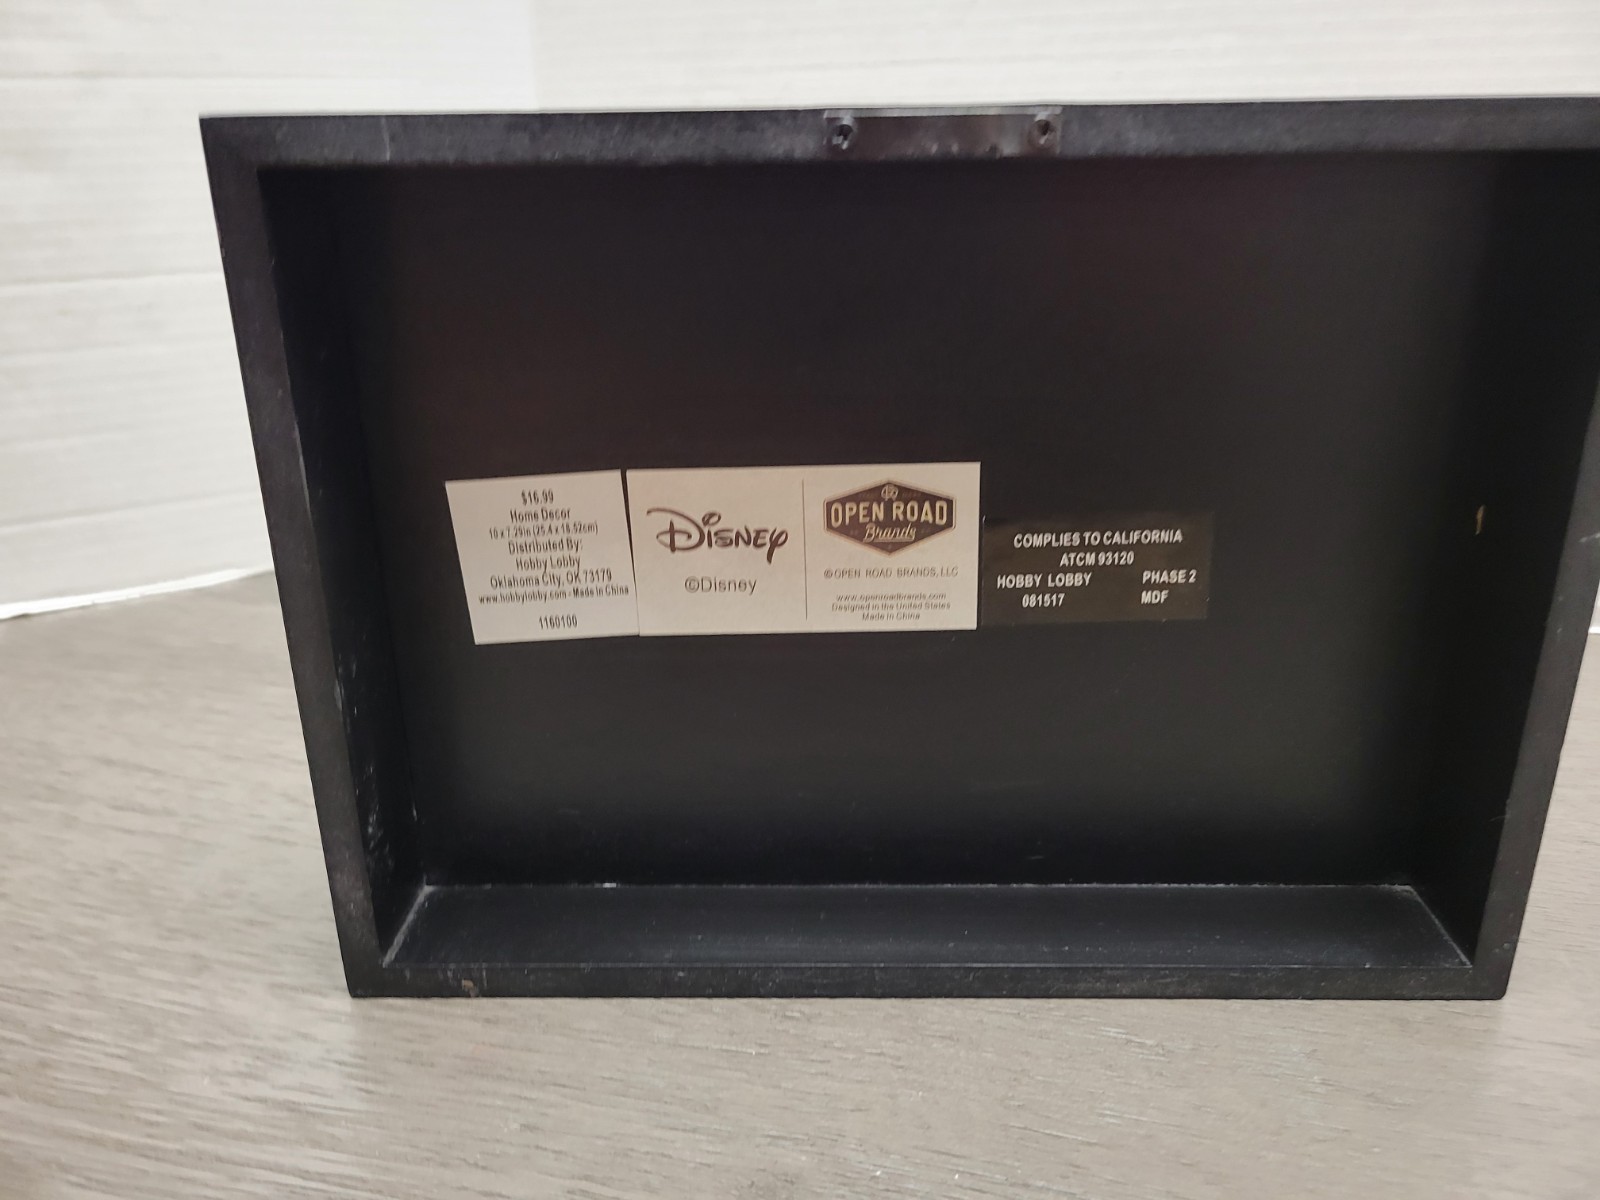 $16.99
Home Decor
10 x 7.29in (25.4 x 18.52cm)
Distributed By:
Hobby Lobby
Oklahoma City, OK 73179
www.hobbylobby.com - Made In China
1160100
Disney
©Disney
OPEN ROAD
Brands
© OPEN ROAD BRANDS, LLC
www.openroadbrands.com
Designed in the United States
Made in China
COMPLIES TO CALIFORNIA
ATCM 93120
HOBBY LOBBY PHASE 2
081517 MDF